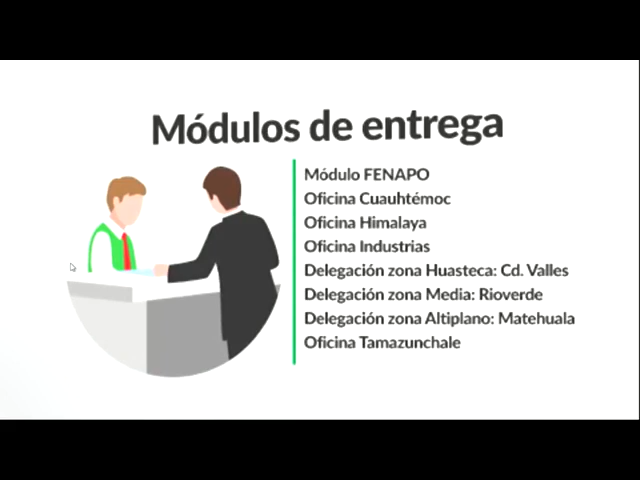 Módulos de entrega
Módulo FENAPO
Oficina Cuauhtémoc
Oficina Himalaya
Oficina Industrias
Delegación zona Huasteca: Cd. Valles
Delegación zona Media: Rioverde
Delegación zona Altiplano: Matehuala
Oficina Tamazunchale